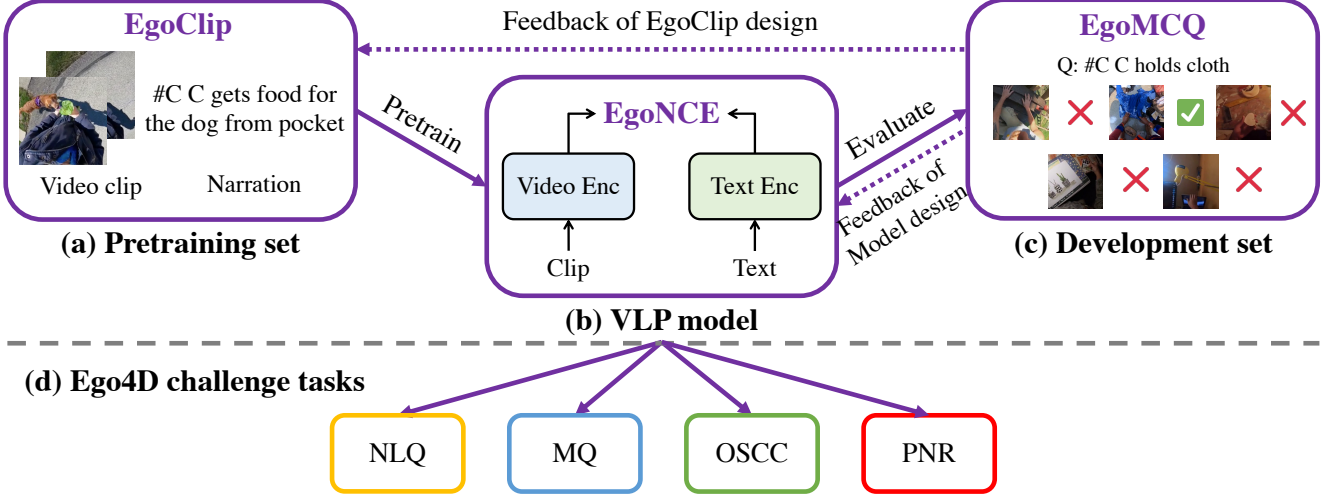 EgoClip
#C C gets food for
the dog from pocket
Video clip
Narration
(a) Pretraining set
Feedback of EgoClip design
Pretrain
EgoNCE
Video Enc
Text Enc
Clip
Text
(b) VLP model
Evaluate
Feedback of
Model design
EgoMCQ
Q: #C C holds cloth
(c) Development set
(d) Ego4D challenge tasks
NLQ
MQ
OSCC
PNR